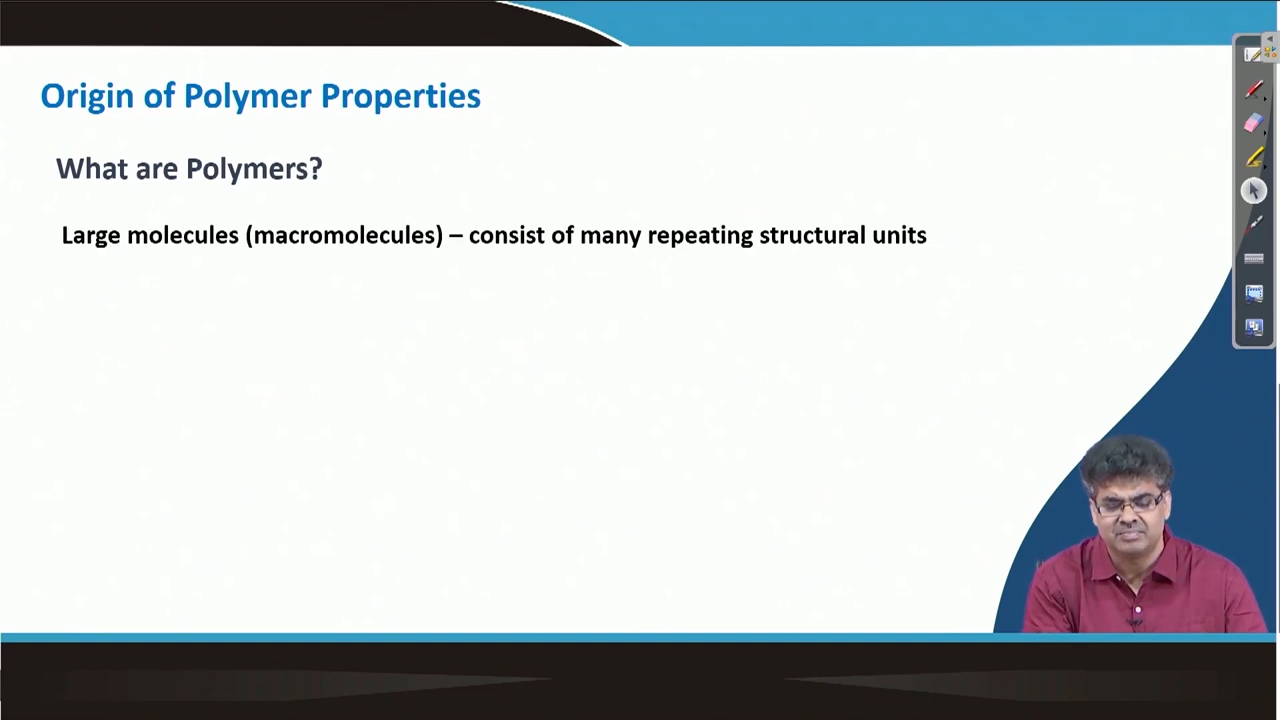 Origin of Polymer Properties
What are Polymers?
Large molecules (macromolecules) – consist of many repeating structural units